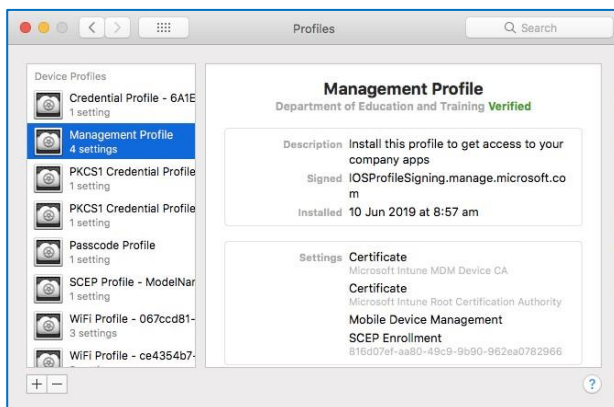 Profiles
Search
Device Profiles
Credential Profile - 6A1E
1 setting
Management Profile
4 settings
PKCS1 Credential Profile
1 setting
PKCS1 Credential Profile
1 setting
Passcode Profile
1 setting
SCEP Profile - ModelNar
1 setting
WiFi Profile - 067ccd81-
3 settings
WiFi Profile - ce4354b7-
+ −
Management Profile
Department of Education and Training Verified
Description Install this profile to get access to your
company apps
Signed IOSProfileSigning.manage.microsoft.co
m
Installed 10 Jun 2019 at 8:57 am
Settings Certificate
Microsoft Intune MDM Device CA
Certificate
Microsoft Intune Root Certification Authority
Mobile Device Management
SCEP Enrollment
816d07ef-aa80-49c9-9b90-962ea0782966
?